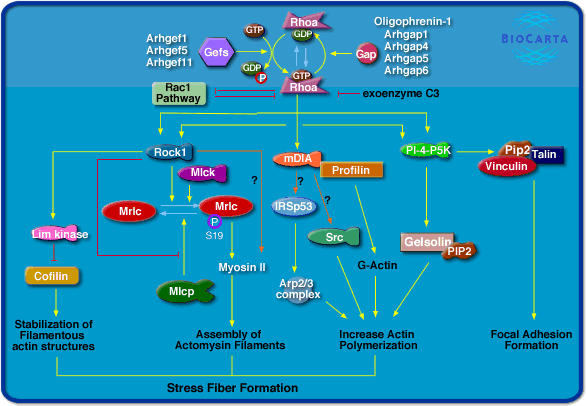 Arhgef1
Arhgef5
Arhgef11
Gefs
GTP
GDP
P
Rhoa
GDP
GTP
Rhoa
Gap
Oligophrenin-1
Arhgap1
Arhgap4
Arhgap5
Arhgap6
BIOCARTA
Rac1
Pathway
exoenzyme C3
Rock1
Mlck
mDIA
Profilin
PI-4-P5K
Pip2
Talin
Vinculin
?
?
?
Mrlc
Mrlc
P
S19
IRSp53
Src
Lim kinase
Gelsolin
PIP2
Cofilin
Mlcp
Myosin II
G-Actin
Arp2/3
complex
Stabilization of
Filamentous
actin structures
Assembly of
Actomysin Filaments
Increase Actin
Polymerization
Focal Adhesion
Formation
Stress Fiber Formation